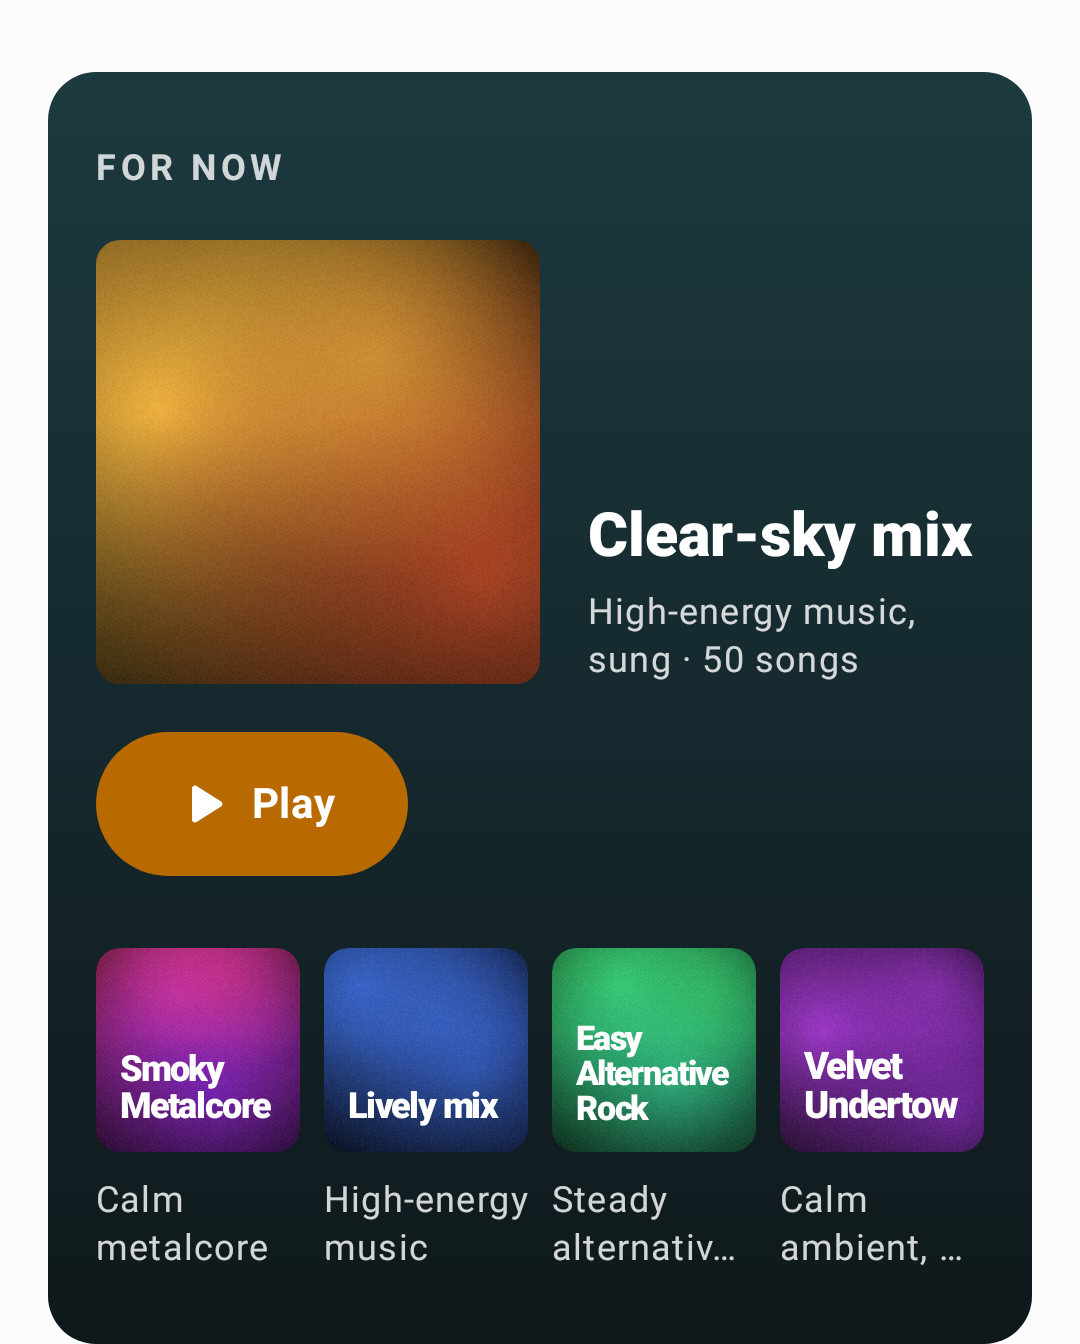 FOR NOW
Clear-sky mix
High-energy music,
sung · 50 songs
Play
Smoky
Metalcore
Lively mix
Easy
Alternative
Rock
Velvet
Undertow
Calm
metalcore
High-energy
music
Steady
alternativ…
Calm
ambient, …